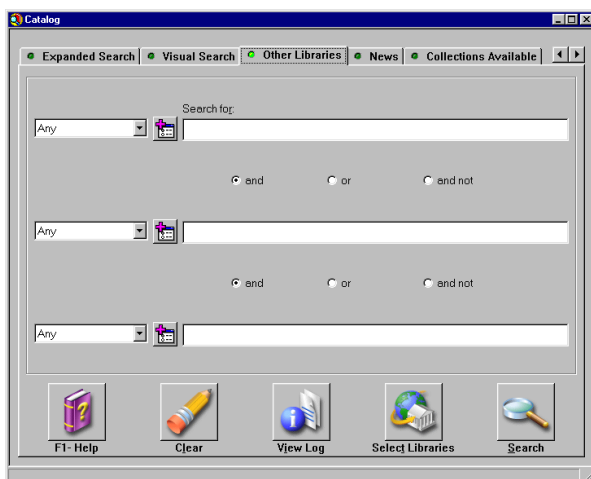 Catalog
Expanded Search Visual Search Other Libraries News Collections Available
Search for:
Any
and or and not
Any
and or and not
Any
F1- Help Clear View Log Select Libraries Search